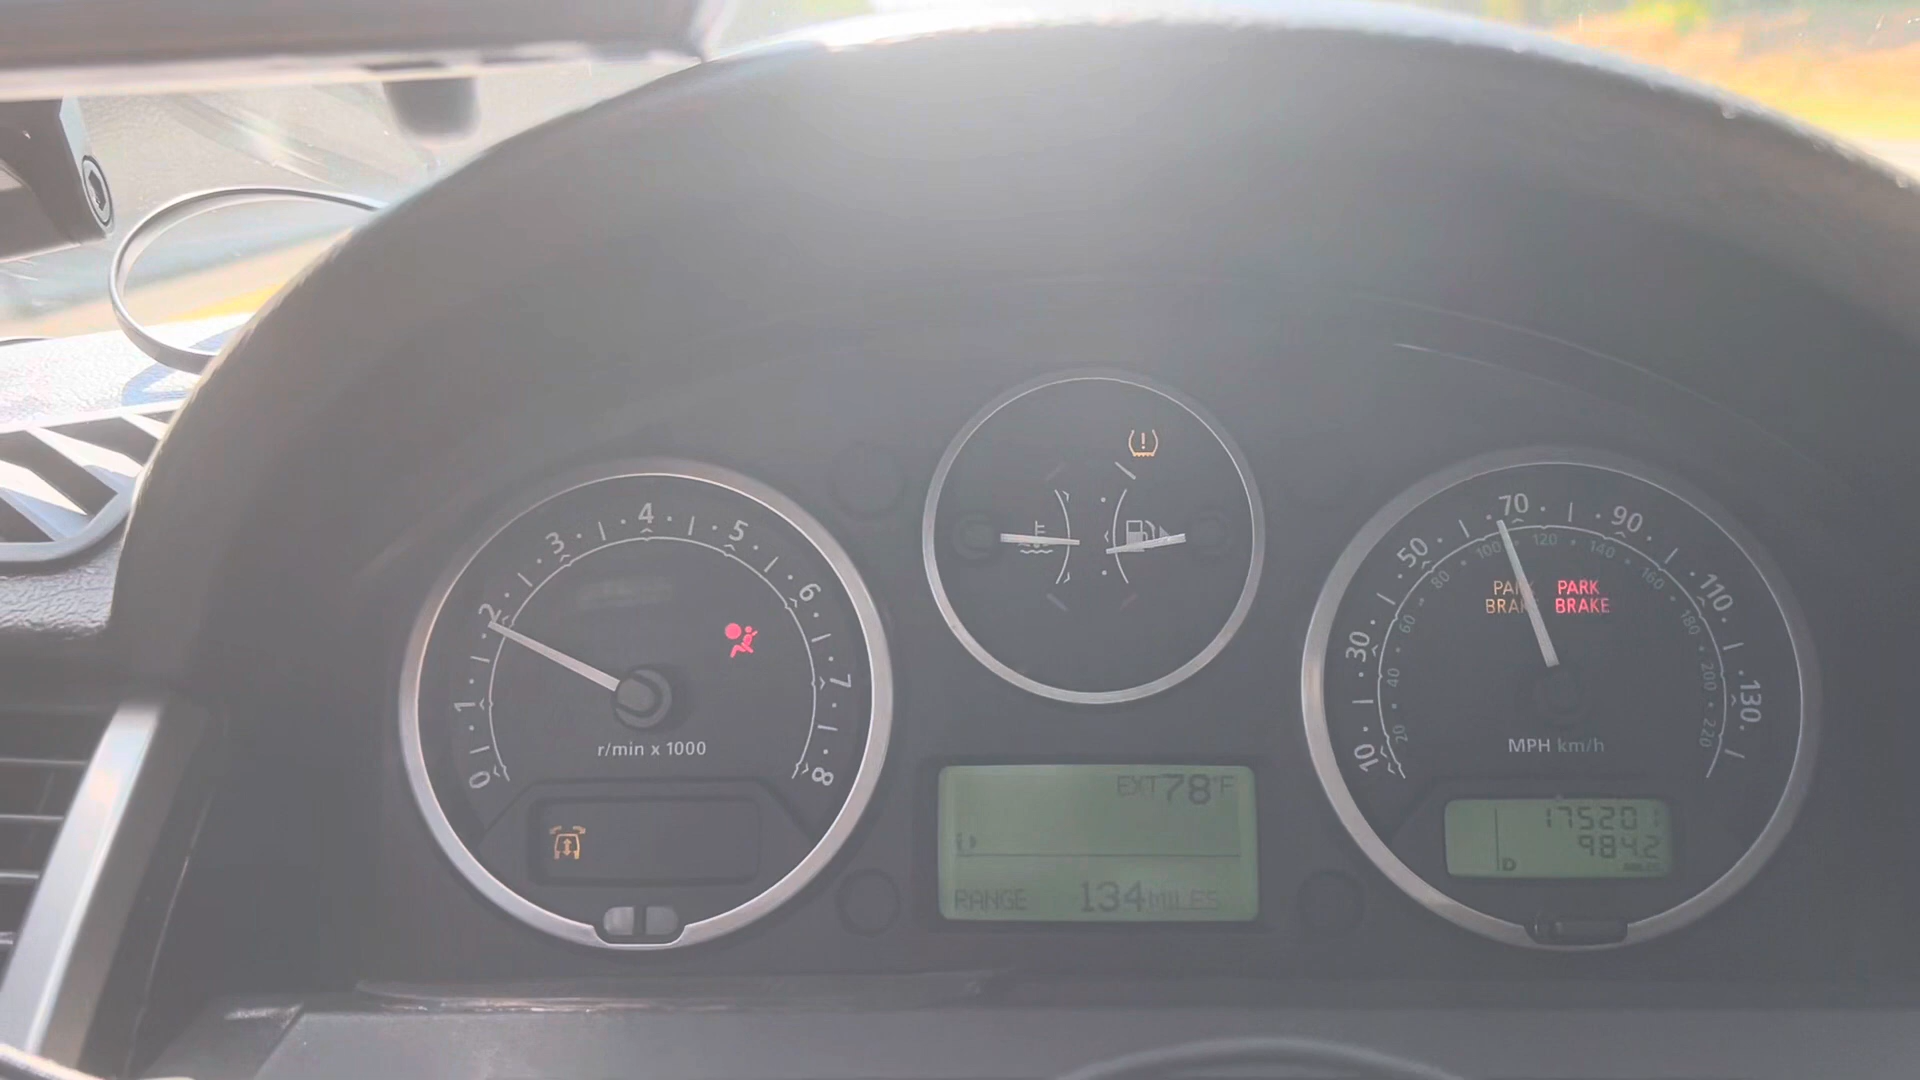 0 1 2 3 4 5 6 7 8
r/min x 1000
10 30 50 70 90 110 130
20 40 60 80 100 120 140 160 180 200 220
PARK BRAKE
PARK BRAKE
MPH km/h
EXT 78°F
RANGE 134 MILES
175201
984.2
D